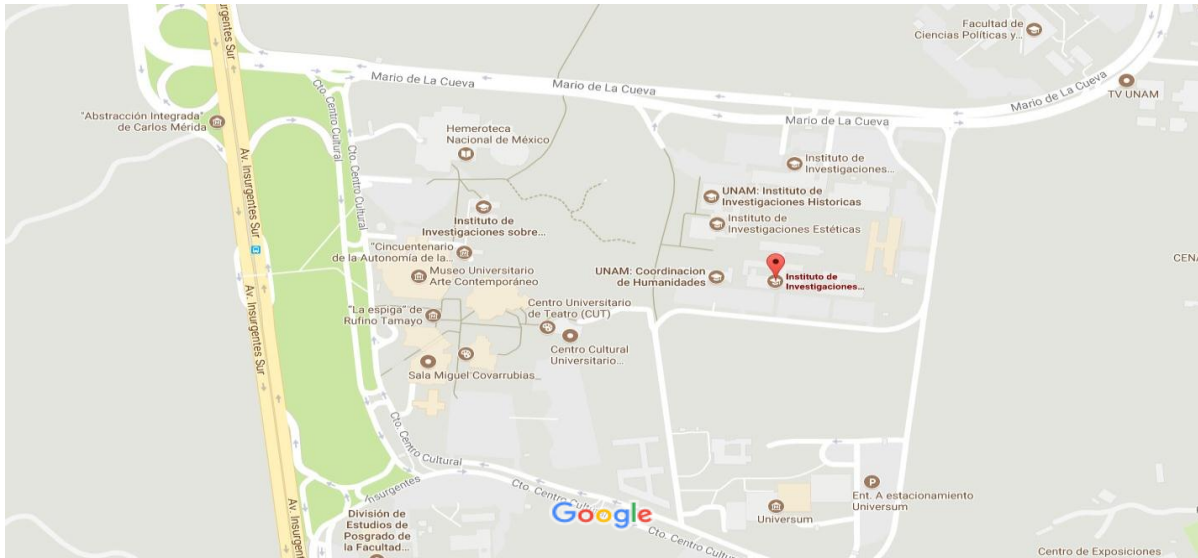 Facultad de
Ciencias Políticas y...
TV UNAM
Mario de La Cueva
Mario de La Cueva
Mario de La Cueva
Mario de La Cueva
"Abstracción Integrada"
de Carlos Mérida
Cto. Centro Cultural
Cto. Centro Cultural
Av. Insurgentes Sur
Av. Insurgentes Sur
Av. Insurgentes Sur
Hemeroteca
Nacional de México
Instituto de
Investigaciones...
UNAM: Instituto de
Investigaciones Historicas
Instituto de
Investigaciones Estéticas
Instituto de
Investigaciones sobre...
"Cincuentenario
de la Autonomía de la...
Museo Universitario
Arte Contemporáneo
UNAM: Coordinacion
de Humanidades
Instituto de
Investigaciones...
CENA
Centro Universitario
de Teatro (CUT)
"La espiga" de
Rufino Tamayo
Centro Cultural
Universitario...
Sala Miguel Covarrubias
Cto. Centro Cultural
Insurgentes
Cto. Centro
Cto. Centro Cultural
Google
Ent. A estacionamiento
Universum
Universum
División de
Estudios de
Posgrado de
la Facultad...
Centro de Exposiciones